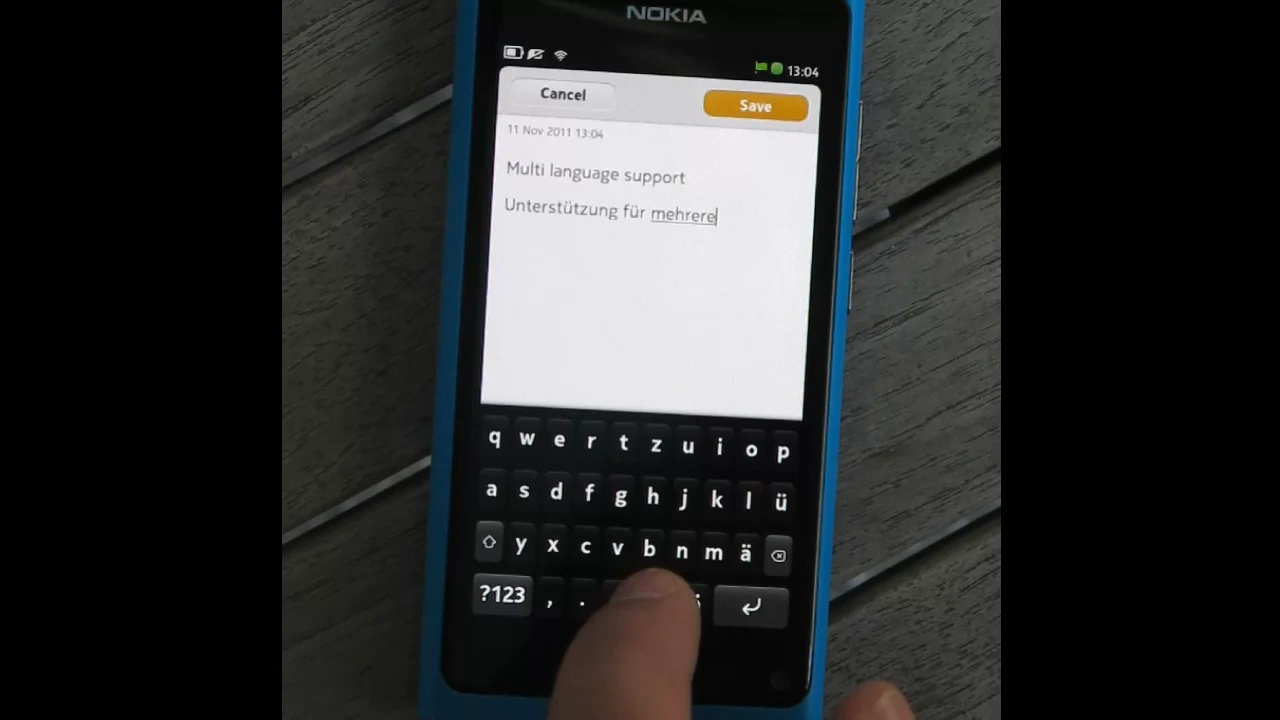 NOKIA
13:04
Cancel
Save
11 Nov 2011 13:04
Multi language support
Unterstützung für mehrere
q w e r t z u i o p
a s d f g h j k l ü
y x c v b n m ä
?123 , .